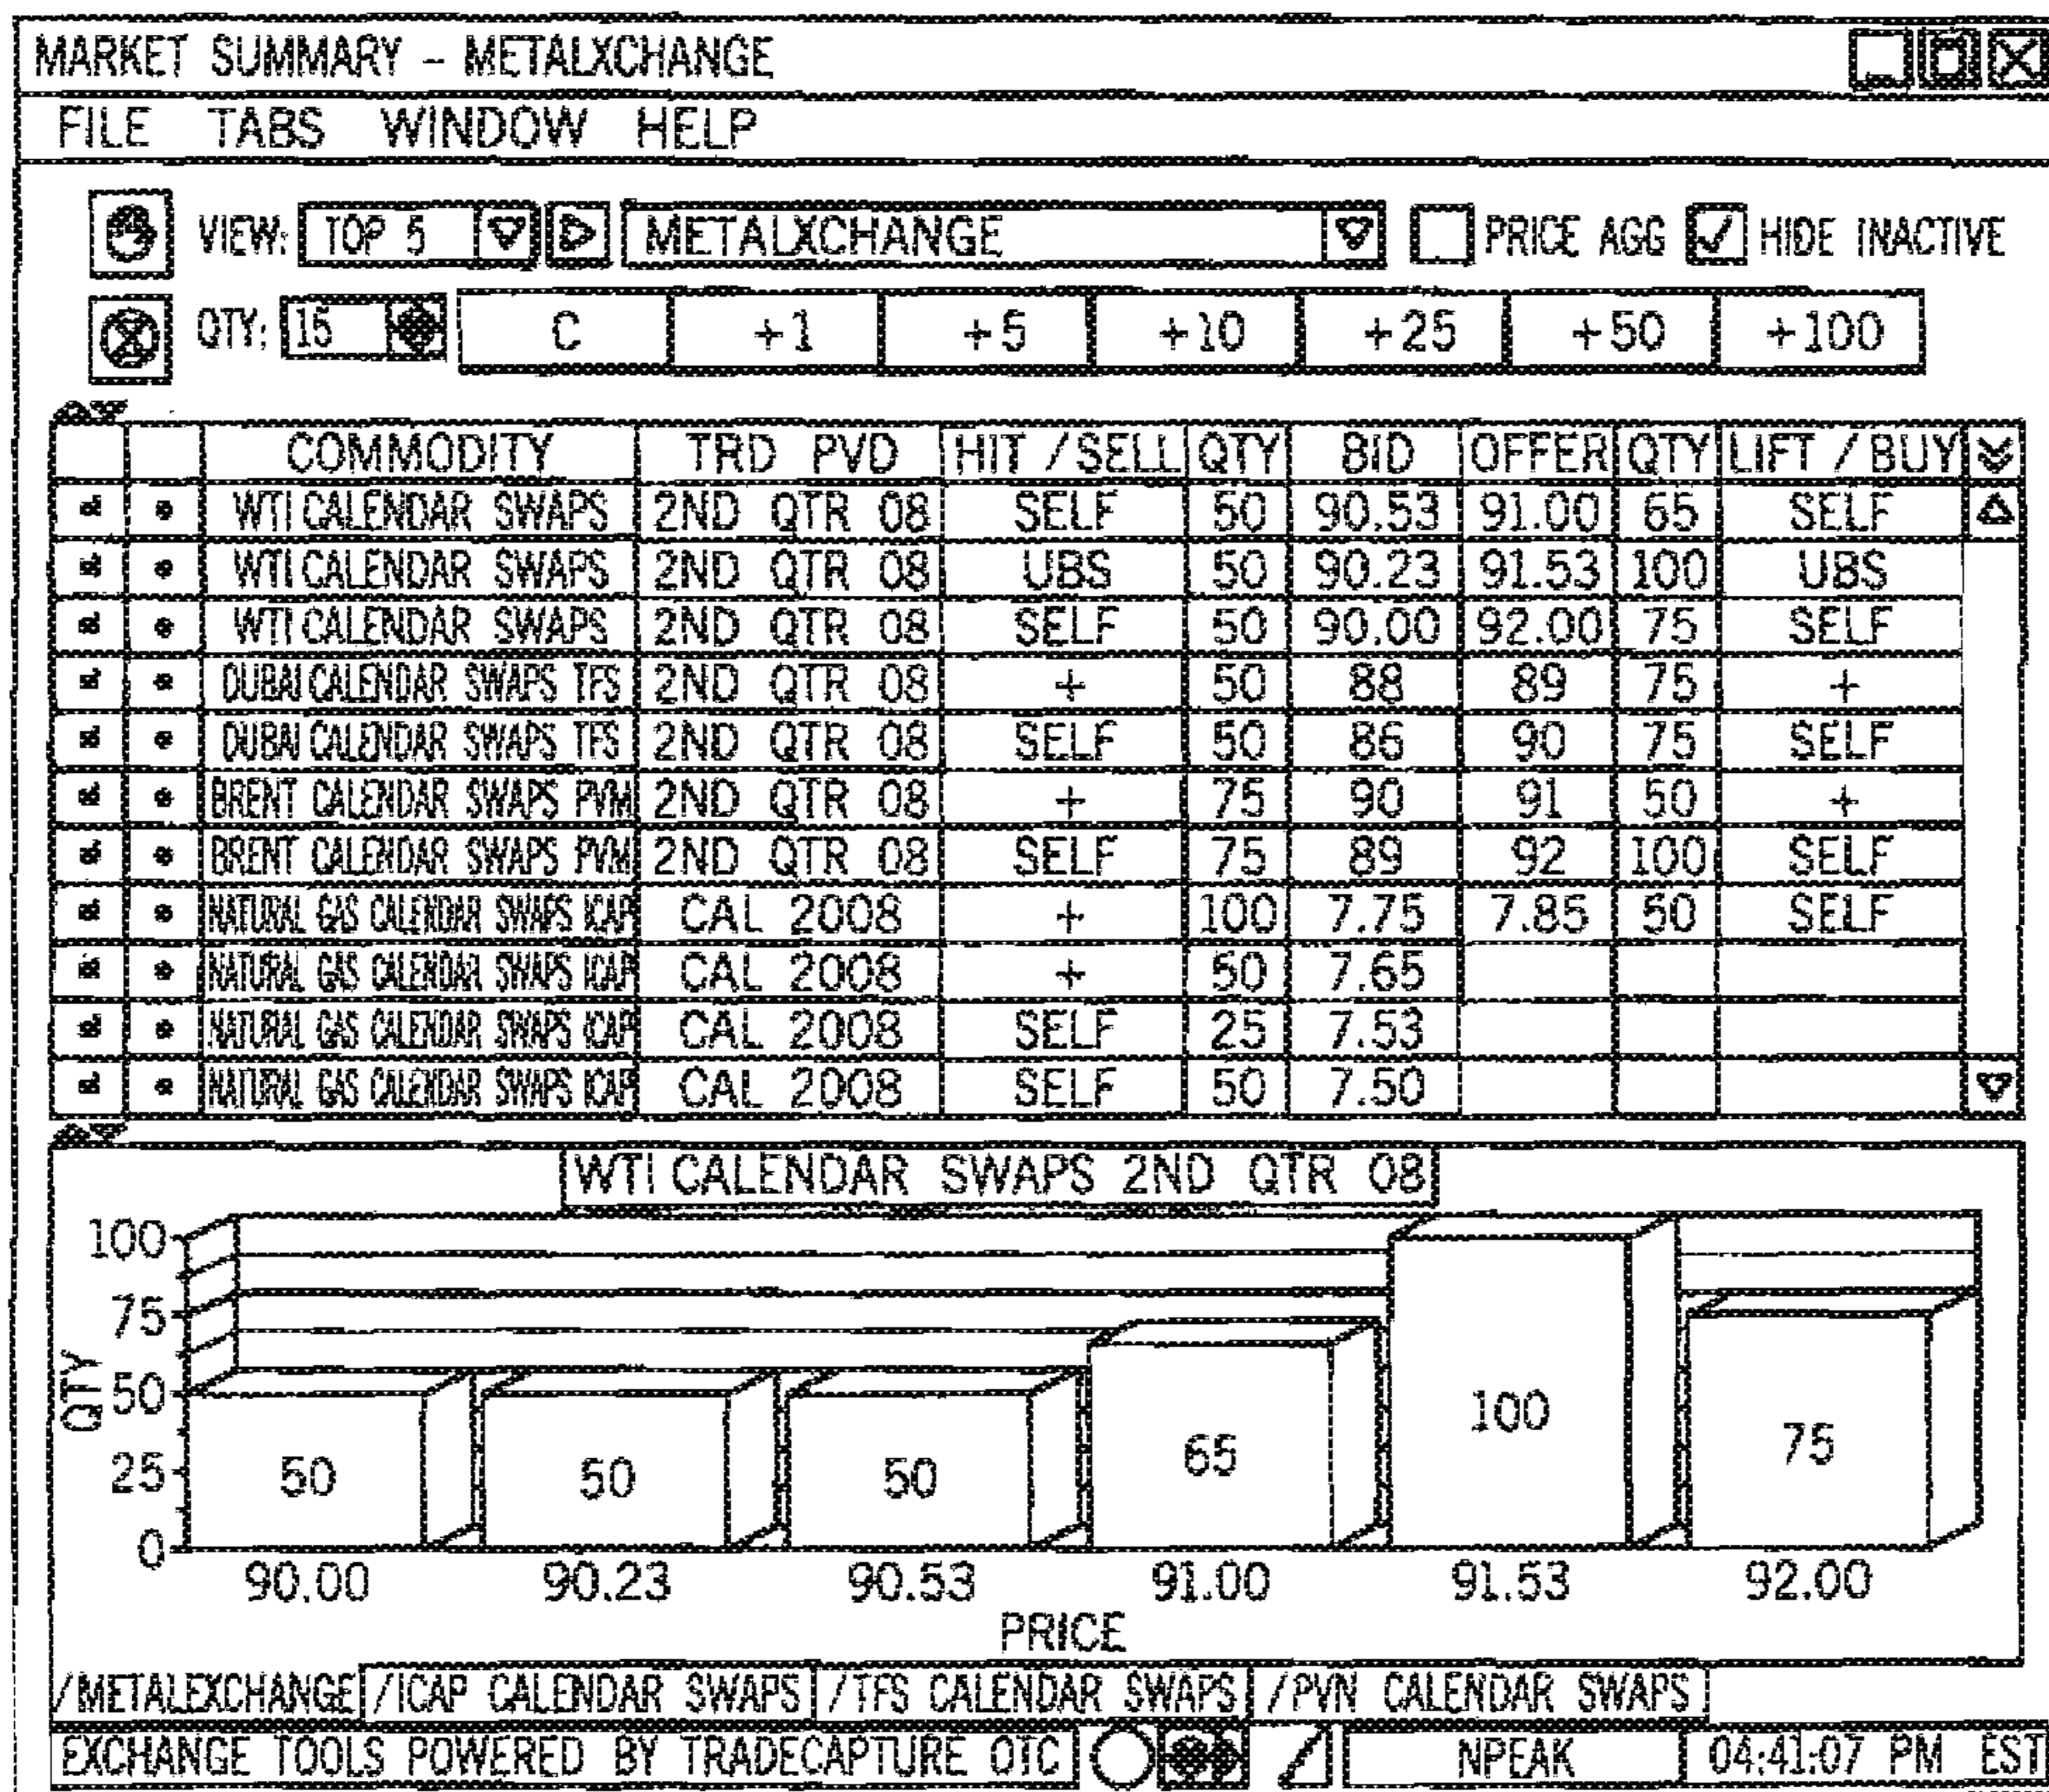 MARKET SUMMARY - METALXCHANGE
FILE TABS WINDOW HELP
VIEW: TOP 5 METALXCHANGE PRICE AGG HIDE INACTIVE
QTY: 15 C +1 +5 +10 +25 +50 +100
COMMODITY TRD PVD HIT / SELL QTY BID OFFER QTY LIFT / BUY
WTI CALENDAR SWAPS 2ND QTR 08 SELF 50 90.53 91.00 65 SELF
WTI CALENDAR SWAPS 2ND QTR 08 UBS 50 90.23 91.53 100 UBS
WTI CALENDAR SWAPS 2ND QTR 08 SELF 50 90.00 92.00 75 SELF
DUBAI CALENDAR SWAPS TFS 2ND QTR 08 + 50 88 89 75 +
DUBAI CALENDAR SWAPS TFS 2ND QTR 08 SELF 50 86 90 75 SELF
BRENT CALENDAR SWAPS PVM 2ND QTR 08 + 75 90 91 50 +
BRENT CALENDAR SWAPS PVM 2ND QTR 08 SELF 75 89 92 100 SELF
NATURAL GAS CALENDAR SWAPS ICAP CAL 2008 + 100 7.75 7.85 50 SELF
NATURAL GAS CALENDAR SWAPS ICAP CAL 2008 + 50 7.65
NATURAL GAS CALENDAR SWAPS ICAP CAL 2008 SELF 25 7.53
NATURAL GAS CALENDAR SWAPS ICAP CAL 2008 SELF 50 7.50
WTI CALENDAR SWAPS 2ND QTR 08
100
75
50
25
0
QTY
50 50 50 65 100 75
90.00 90.23 90.53 91.00 91.53 92.00
PRICE
/METALEXCHANGE /ICAP CALENDAR SWAPS /TFS CALENDAR SWAPS /PVN CALENDAR SWAPS
EXCHANGE TOOLS POWERED BY TRADECAPTURE OTC NPEAK 04:41:07 PM EST